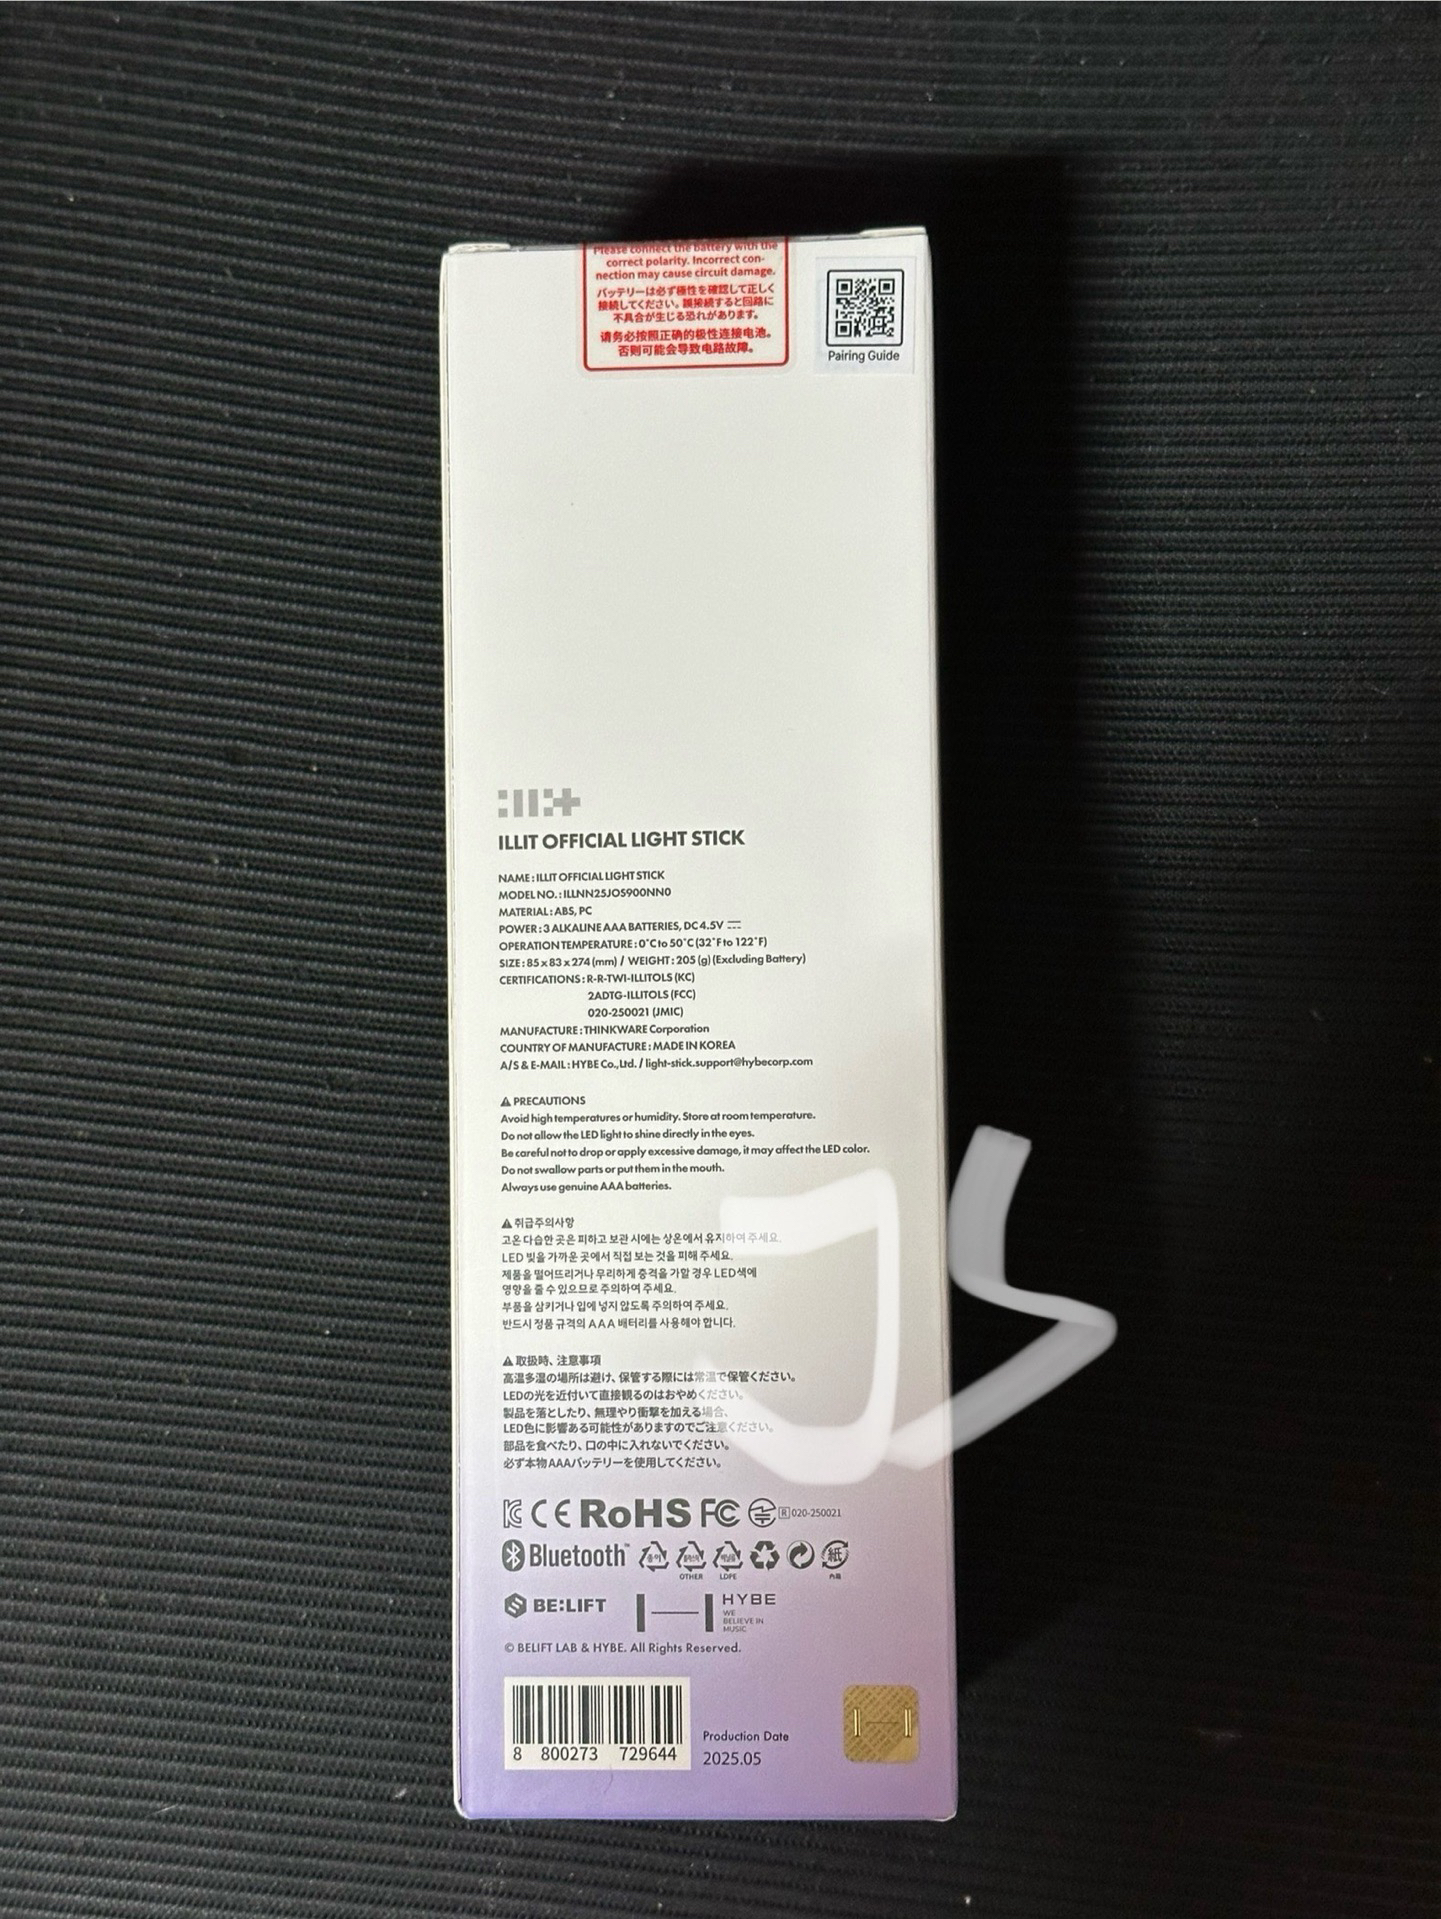 Please connect the battery with the
correct polarity. Incorrect con-
nection may cause circuit damage.
バッテリーは必ず極性を確認して正しく
接続してください。誤接続すると回路に
不具合が生じる恐れがあります。
请务必按照正确的极性连接电池。
否则可能会导致电路故障。
Pairing Guide
ILLIT OFFICIAL LIGHT STICK
NAME : ILLIT OFFICIAL LIGHT STICK
MODEL NO. : ILLNN25JOS900NN0
MATERIAL : ABS, PC
POWER : 3 ALKALINE AAA BATTERIES, DC 4.5V
OPERATION TEMPERATURE : 0˚C to 50˚C (32˚F to 122˚F)
SIZE : 85 x 83 x 274 (mm) / WEIGHT : 205 (g) (Excluding Battery)
CERTIFICATIONS : R-R-TWI-ILLITOLS (KC)
2ADTG-ILLITOLS (FCC)
020-250021 (JMIC)
MANUFACTURE : THINKWARE Corporation
COUNTRY OF MANUFACTURE : MADE IN KOREA
A/S & E-MAIL : HYBE Co., Ltd. / light-stick.support@hybecorp.com
⚠ PRECAUTIONS
Avoid high temperatures or humidity. Store at room temperature.
Do not allow the LED light to shine directly in the eyes.
Be careful not to drop or apply excessive damage, it may affect the LED color.
Do not swallow parts or put them in the mouth.
Always use genuine AAA batteries.
⚠ 취급주의사항
고온 다습한 곳은 피하고 보관 시에는 상온에서 유지하여 주세요.
LED 빛을 가까운 곳에서 직접 보는 것을 피해 주세요.
제품을 떨어뜨리거나 무리하게 충격을 가할 경우 LED색에
영향을 줄 수 있으므로 주의하여 주세요.
부품을 삼키거나 입에 넣지 않도록 주의하여 주세요.
반드시 정품 규격의 AAA 배터리를 사용해야 합니다.
⚠ 取扱時、注意事項
高温多湿の場所は避け、保管する際には常温で保管ください。
LEDの光を近付いて直接観るのはおやめください。
製品を落としたり、無理やり衝撃を加える場合、
LED色に影響ある可能性がありますのでご注意ください。
部品を食べたり、口の中に入れないでください。
必ず本物AAAバッテリーを使用してください。
CE RoHS FC R 020-250021
Bluetooth
OTHER LDPE
紙
BE:LIFT HYBE
WE
BELIEVE IN
MUSIC
© BELIFT LAB & HYBE. All Rights Reserved.
8 800273 729644
Production Date
2025.05